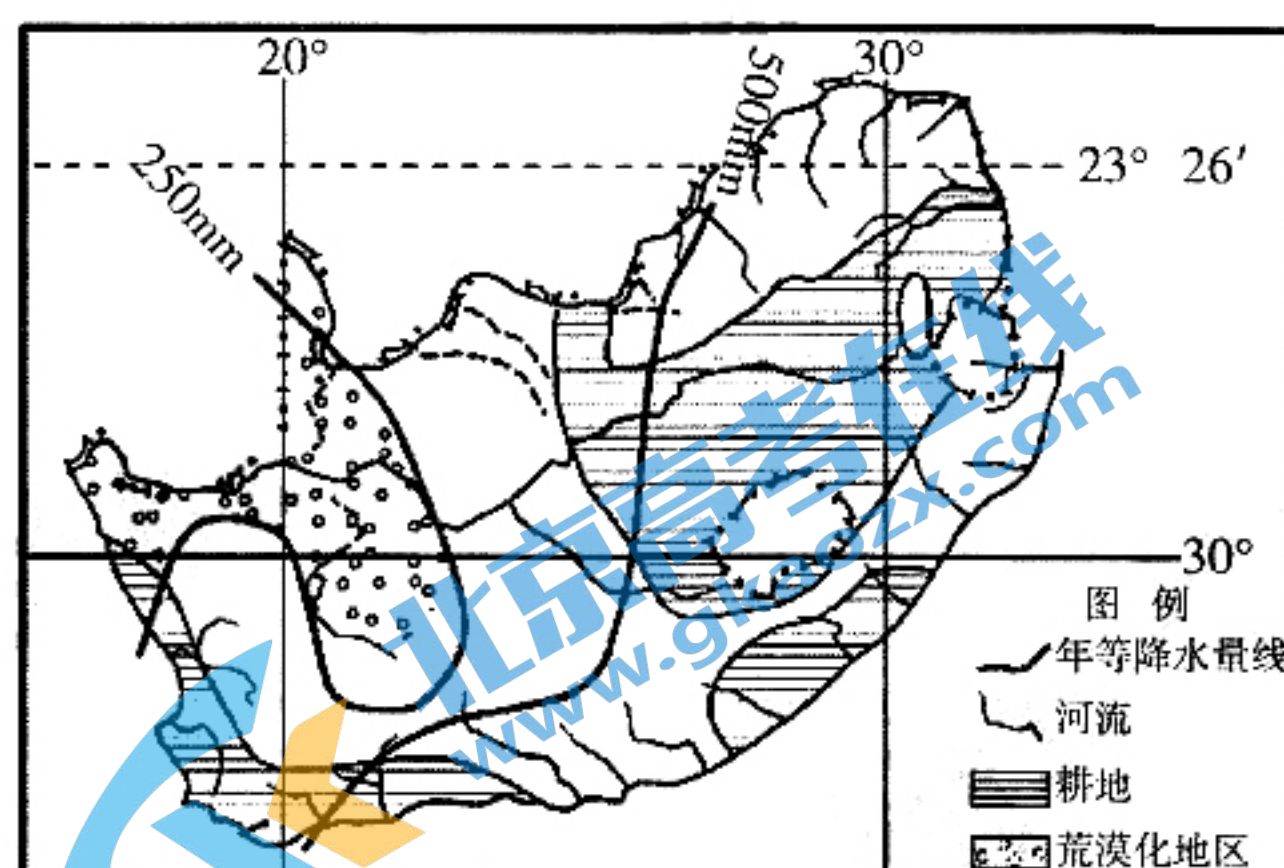 20°
30°
500mm
250mm
23° 26′
30°
图 例
年等降水量线
河流
耕地
荒漠化地区
北京高考在线
www.gkaozx.com